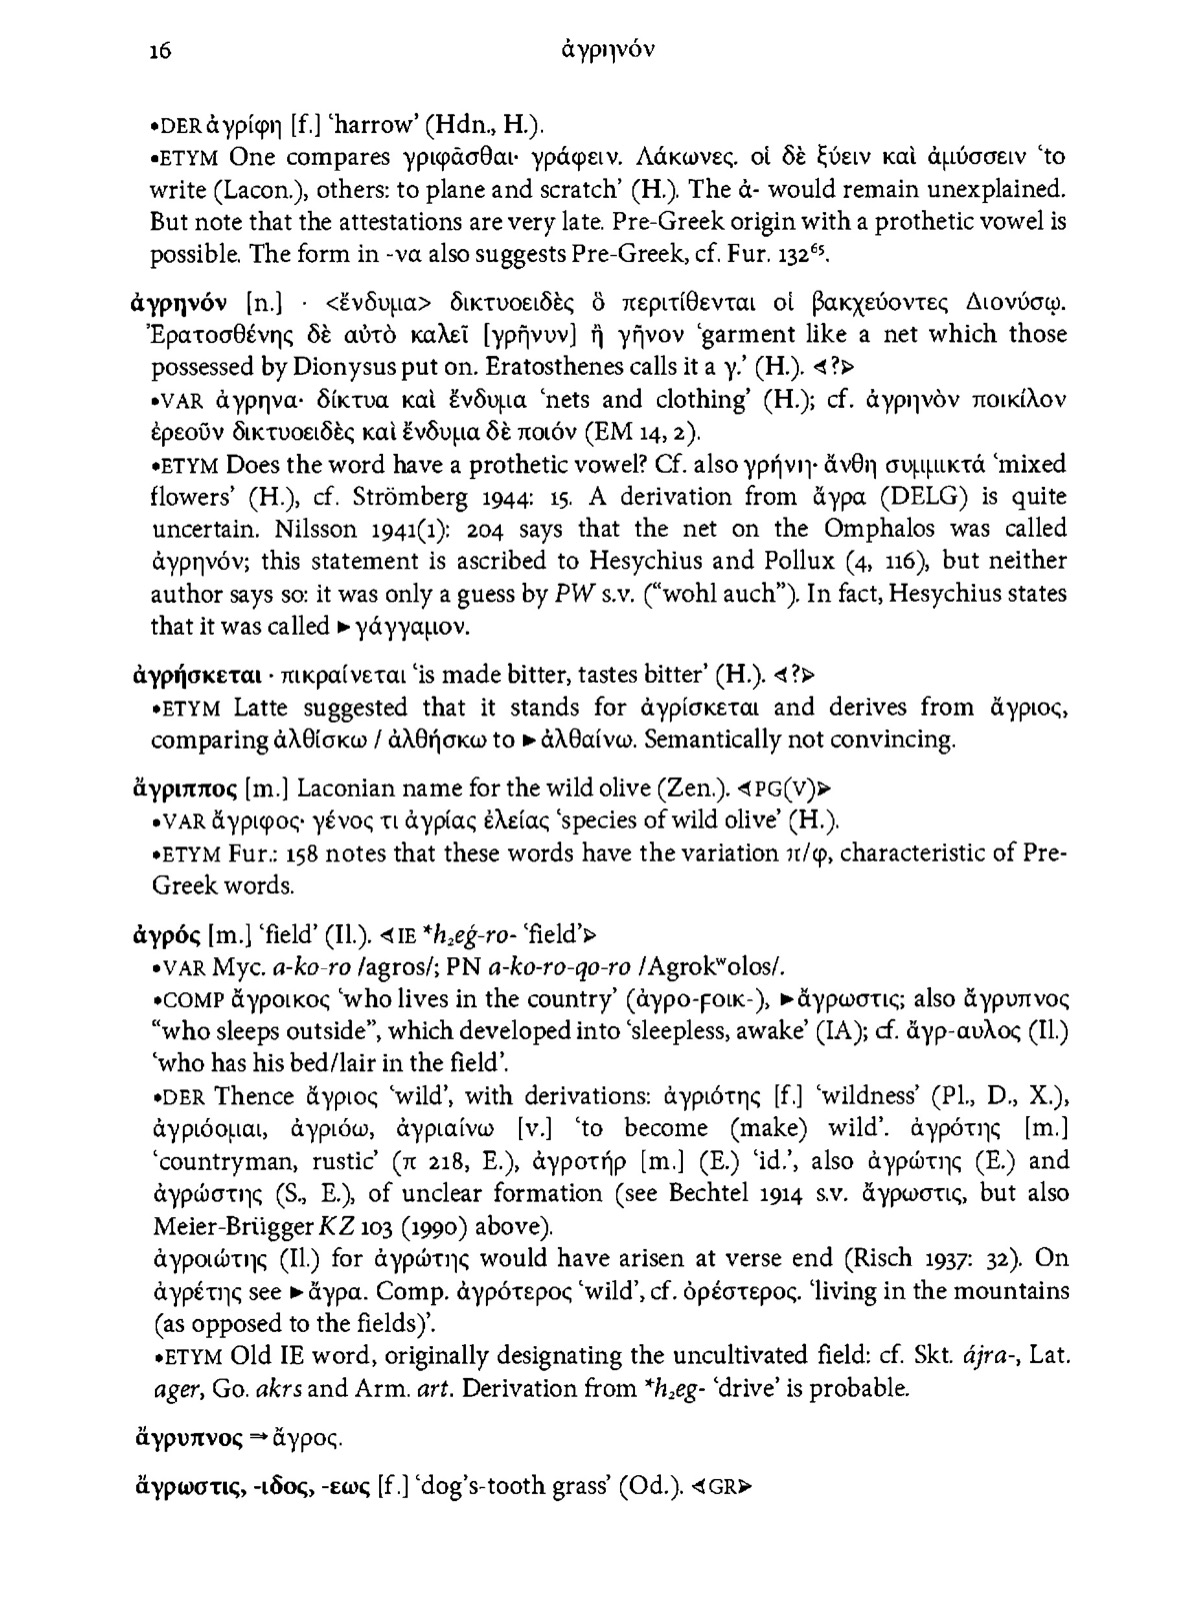 16
ἀγρηνόν
•DER ἀγρίφη [f.] ‘harrow’ (Hdn., H.).
•ETYM One compares γριφᾶσθαι· γράφειν. Λάκωνες. οἱ δὲ ξύειν καὶ ἀμύσσειν ‘to
write (Lacon.), others: to plane and scratch’ (H.). The ἀ- would remain unexplained.
But note that the attestations are very late. Pre-Greek origin with a prothetic vowel is
possible. The form in -να also suggests Pre-Greek, cf. Fur. 132⁶⁵.
ἀγρηνόν [n.] · <ἔνδυμα> δικτυοειδὲς ὃ περιτίθενται οἱ βακχεύοντες Διονύσῳ.
Ἐρατοσθένης δὲ αὐτὸ καλεῖ [γρῆνυν] ἢ γῆνον ‘garment like a net which those
possessed by Dionysus put on. Eratosthenes calls it a γ.’ (H.). ⊲?⊳
•VAR ἄγρηνα· δίκτυα καὶ ἔνδυμα ‘nets and clothing’ (H.); cf. ἀγρηνὸν ποικίλον
ἐρεοῦν δικτυοειδὲς καὶ ἔνδυμα δὲ ποιόν (EM 14, 2).
•ETYM Does the word have a prothetic vowel? Cf. also γρήνη· ἄνθη συμμικτά ‘mixed
flowers’ (H.), cf. Strömberg 1944: 15. A derivation from ἄγρα (DELG) is quite
uncertain. Nilsson 1941(1): 204 says that the net on the Omphalos was called
ἀγρηνόν; this statement is ascribed to Hesychius and Pollux (4, 116), but neither
author says so: it was only a guess by PW s.v. (“wohl auch”). In fact, Hesychius states
that it was called ►γάγγαμον.
ἀγρήσκεται · πικραίνεται ‘is made bitter, tastes bitter’ (H.). ⊲?⊳
•ETYM Latte suggested that it stands for ἀγρίσκεται and derives from ἄγριος,
comparing ἀλθίσκω / ἀλθήσκω to ►ἀλθαίνω. Semantically not convincing.
ἄγριππος [m.] Laconian name for the wild olive (Zen.). ⊲PG(V)⊳
•VAR ἄγριφος· γένος τι ἀγρίας ἐλείας ‘species of wild olive’ (H.).
•ETYM Fur.: 158 notes that these words have the variation π/φ, characteristic of Pre-
Greek words.
ἀγρός [m.] ‘field’ (Il.). ⊲IE *h₂eǵ-ro- ‘field’⊳
•VAR Myc. a-ko-ro /agros/; PN a-ko-ro-qo-ro /Agrokʷolos/.
•COMP ἄγροικος ‘who lives in the country’ (ἀγρο-ϝοικ-), ►ἄγρωστις; also ἄγρυπνος
“who sleeps outside”, which developed into ‘sleepless, awake’ (IA); cf. ἄγρ-αυλος (Il.)
‘who has his bed/lair in the field’.
•DER Thence ἄγριος ‘wild’, with derivations: ἀγριότης [f.] ‘wildness’ (Pl., D., X.),
ἀγριόομαι, ἀγριόω, ἀγριαίνω [v.] ‘to become (make) wild’. ἀγρότης [m.]
‘countryman, rustic’ (π 218, E.), ἀγροτήρ [m.] (E.) ‘id.’, also ἀγρώτης (E.) and
ἀγρώστης (S., E.), of unclear formation (see Bechtel 1914 s.v. ἄγρωστις, but also
Meier-Brügger KZ 103 (1990) above).
ἀγροιώτης (Il.) for ἀγρώτης would have arisen at verse end (Risch 1937: 32). On
ἀγρέτης see ►ἄγρα. Comp. ἀγρότερος ‘wild’, cf. ὀρέστερος. ‘living in the mountains
(as opposed to the fields)’.
•ETYM Old IE word, originally designating the uncultivated field: cf. Skt. ájra-, Lat.
ager, Go. akrs and Arm. art. Derivation from *h₂eg- ‘drive’ is probable.
ἄγρυπνος ⇒ἄγρος.
ἄγρωστις, -ιδος, -εως [f.] ‘dog’s-tooth grass’ (Od.). ⊲GR⊳